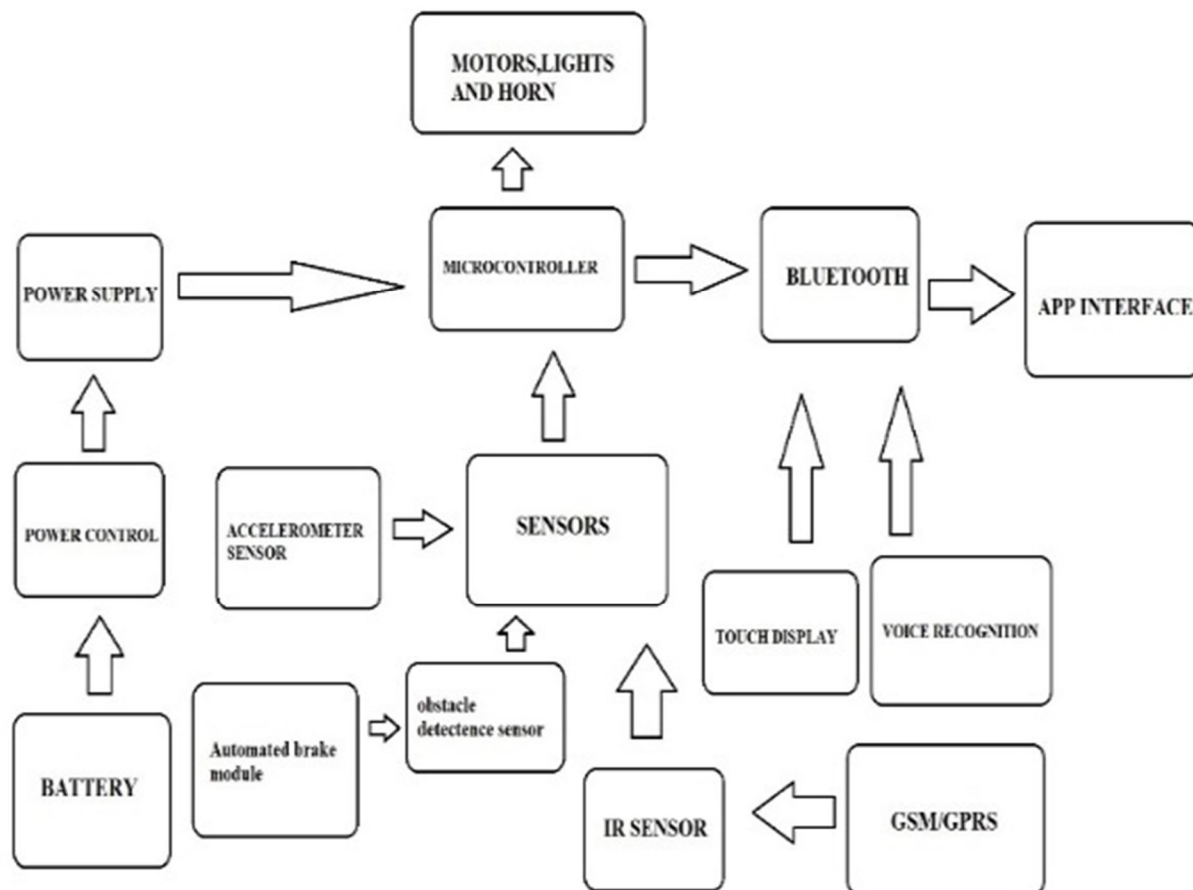 MOTORS,LIGHTS
AND HORN
POWER SUPPLY
MICROCONTROLLER
BLUETOOTH
APP INTERFACE
POWER CONTROL
ACCELEROMETER
SENSOR
SENSORS
TOUCH DISPLAY
VOICE RECOGNITION
BATTERY
Automated brake
module
obstacle
detectence sensor
IR SENSOR
GSM/GPRS